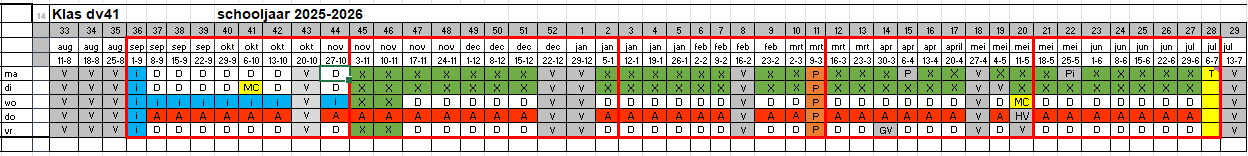 14 Klas dv41 schooljaar 2025-2026
33 34 35 36 37 38 39 40 41 42 43 44 45 46 47 48 49 50 51 52 1 2 3 4 5 6 7 8 9 10 11 12 13 14 15 16 17 18 19 20 21 22 23 24 25 26 27 28 29
aug aug aug sep sep sep sep okt okt okt okt nov nov nov nov nov dec dec dec dec jan jan jan jan jan feb feb feb feb mrt mrt mrt mrt apr apr apr april mei mei mei mei mei jun jun jun jun jun jul jul
11-8 18-8 25-8 1-9 8-9 15-9 22-9 29-9 6-10 13-10 20-10 27-10 3-11 10-11 17-11 24-11 1-12 8-12 15-12 22-12 29-12 5-1 12-1 19-1 26-1 2-2 9-2 16-2 23-2 2-3 9-3 16-3 23-3 30-3 6-4 13-4 20-4 27-4 4-5 11-5 18-5 25-5 1-6 8-6 15-6 22-6 29-6 6-7 13-7
ma V V V i D D D D D D V D X X X X X X X V V X X X X X X V X X P X X X P X X V X X X Pi X X X X X T V
di V V V i D D D D MC D V D X X X X X X X V V X X X X X X V X X P X X X X X X V V X X X X X X X X V
wo V V V i i i i i i i V i X X D D D D D V V D D D D D D V D D P D D D D D D V D MC D D D D D D D V
do V V V i A A A A A A V A A A A A A A A V V A A A A A A V A A P A A A A A A V A HV A A A A A A A V
vr V V V i D D D D D D V D X X D D D D D V V D D D D D D V D D P D D GV D D D V D V D D D D D D D V